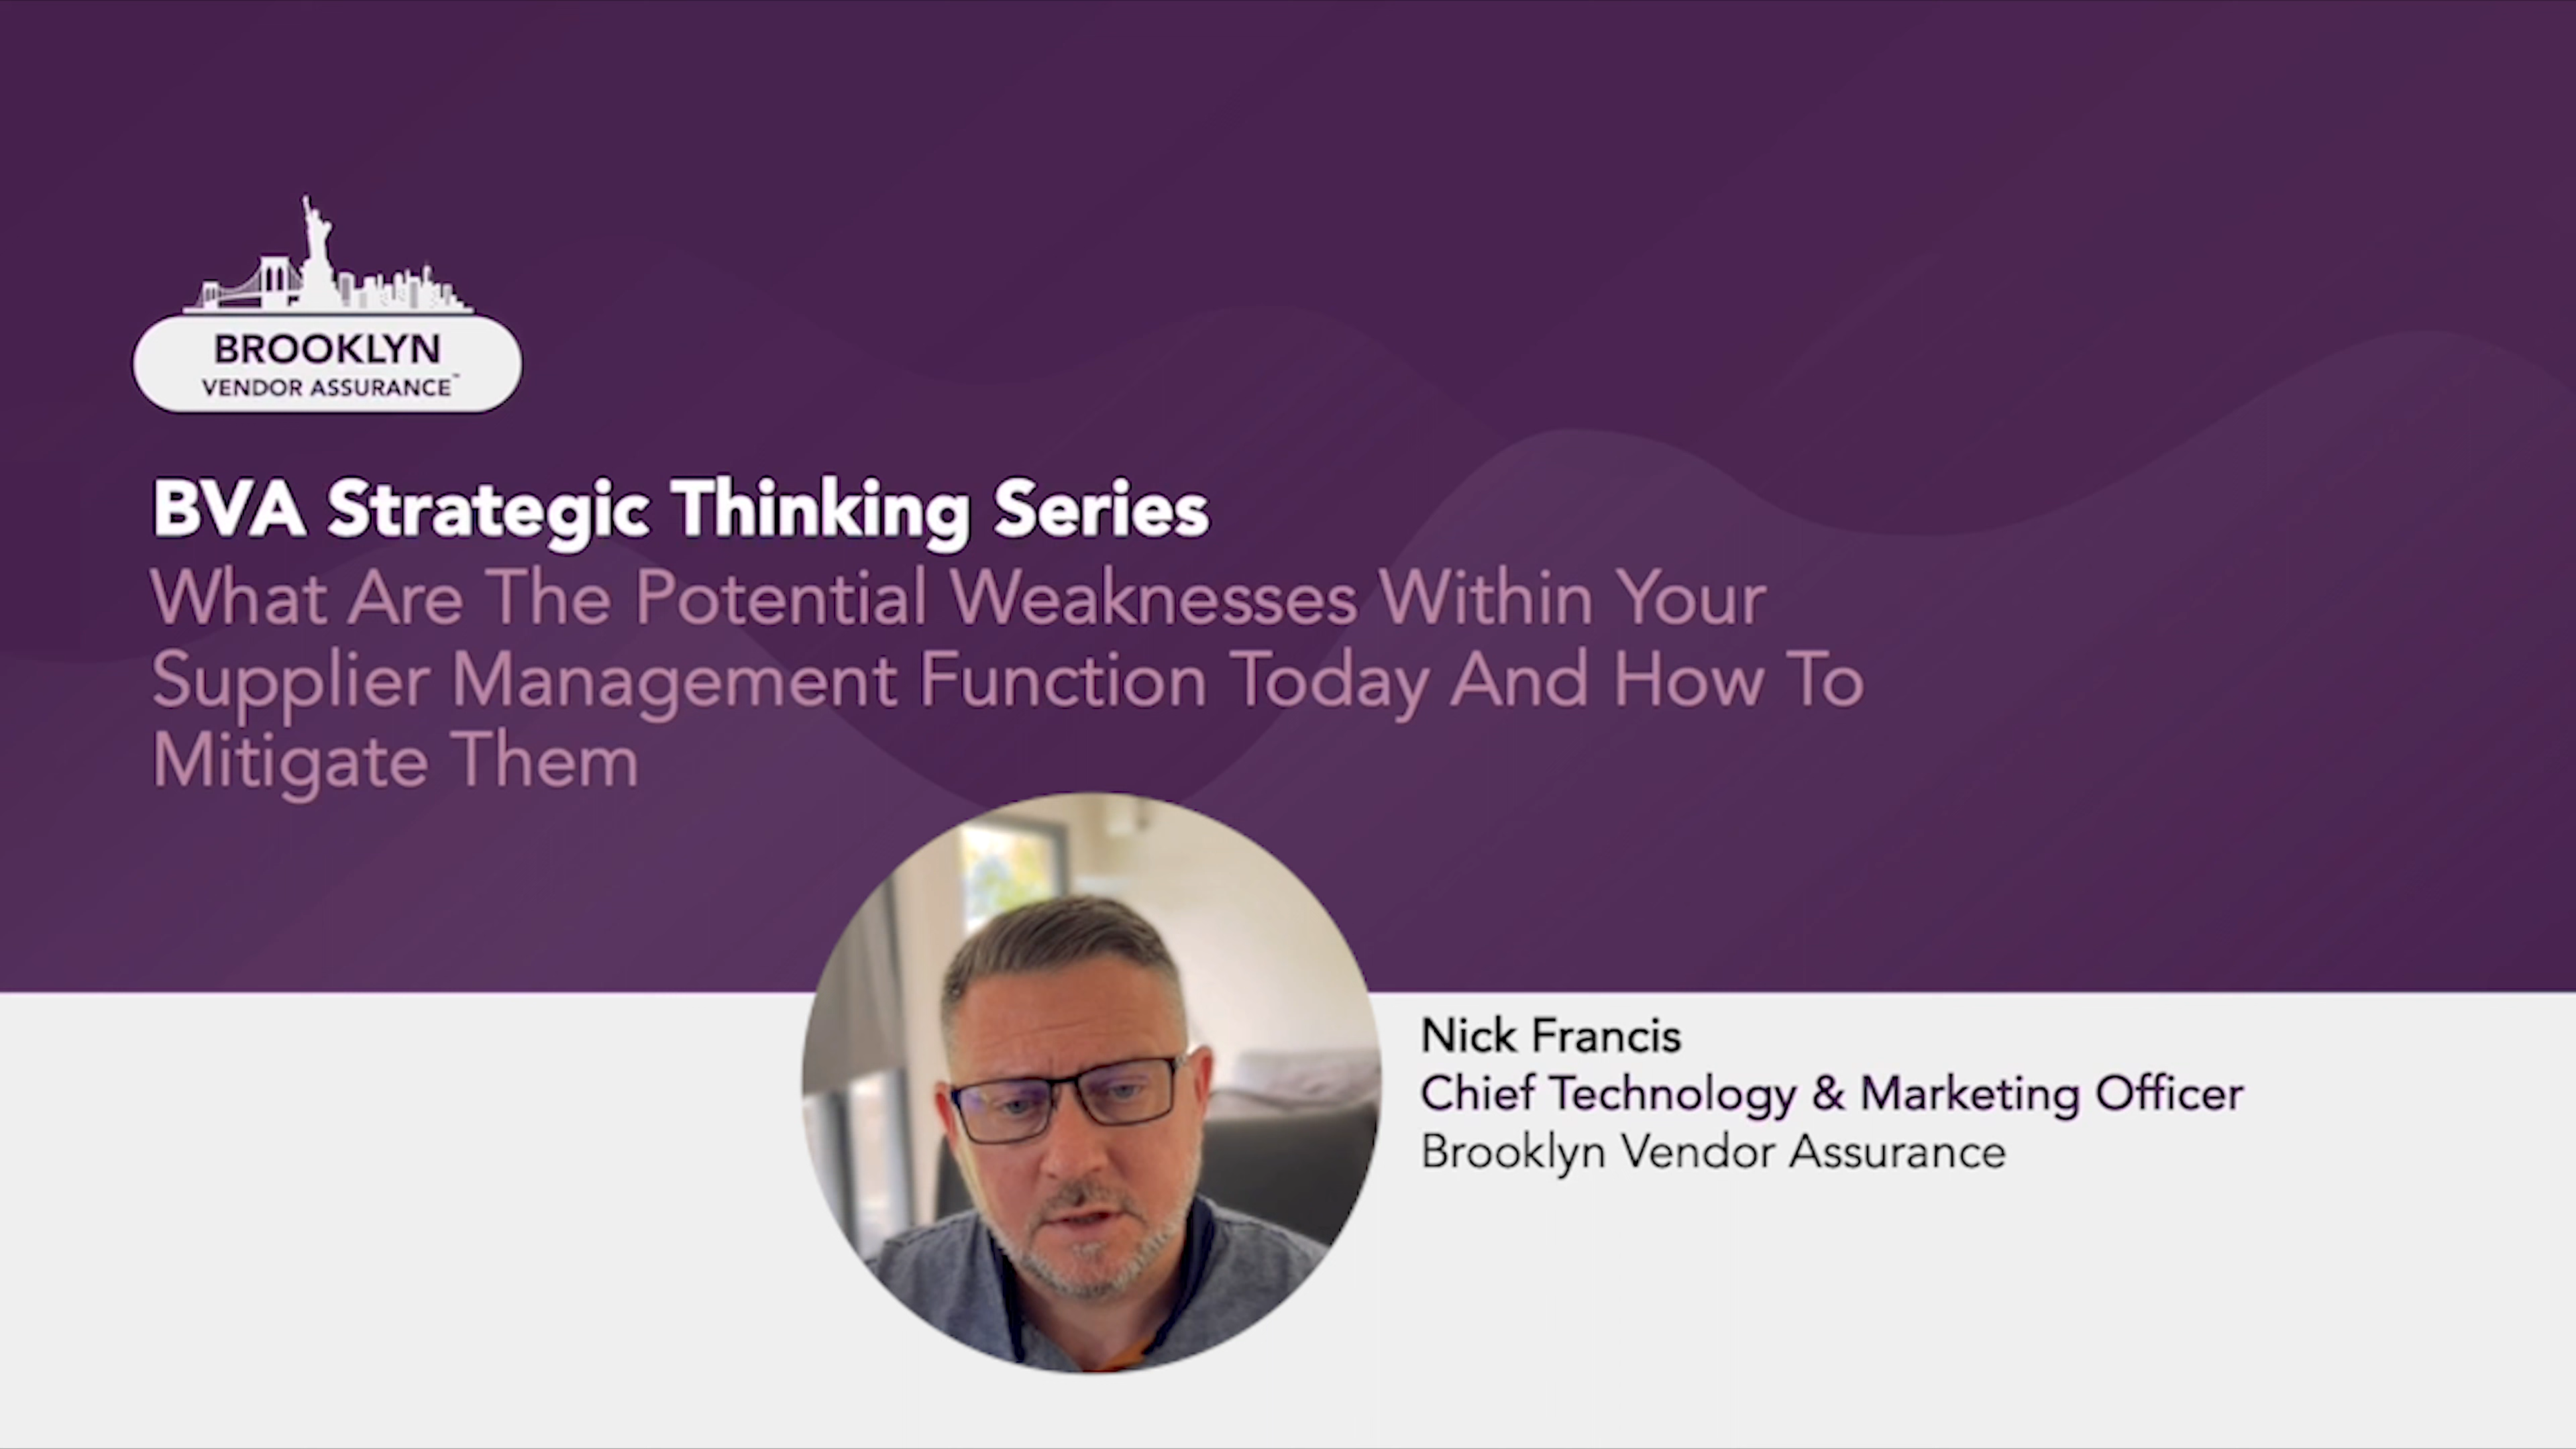 BROOKLYN
VENDOR ASSURANCE™
BVA Strategic Thinking Series
What Are The Potential Weaknesses Within Your
Supplier Management Function Today And How To
Mitigate Them
Nick Francis
Chief Technology & Marketing Officer
Brooklyn Vendor Assurance